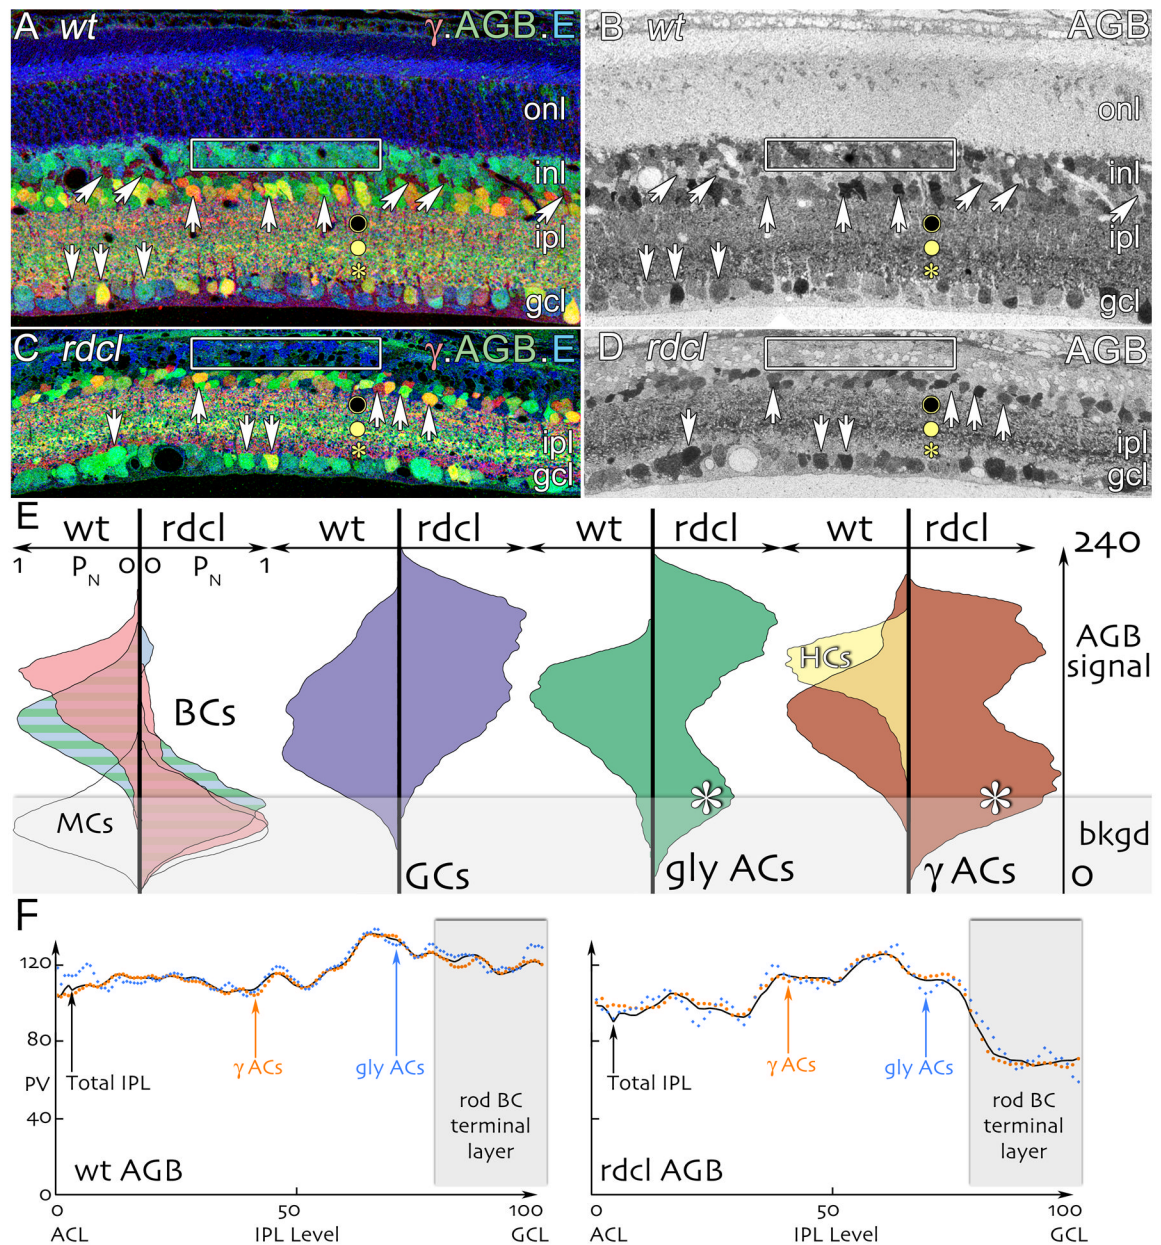 A wt γ.AGB.E
onl
inl
ipl
gcl
B wt AGB
onl
inl
ipl
gcl
C rdcl γ.AGB.E
ipl
gcl
D rdcl AGB
ipl
gcl
E
wt rdcl wt rdcl wt rdcl wt rdcl
1 PN 0 0 PN 1
240
AGB
signal
HCs
BCs
MCs
*
*
bkgd
GCs
gly ACs
γ ACs
0
F
120
80
PV
40
0
Total IPL
γ ACs
gly ACs
rod BC
terminal
layer
wt AGB
0 50 100
ACL IPL Level GCL
120
80
40
0
Total IPL
γ ACs
gly ACs
rod BC
terminal
layer
rdcl AGB
0 50 100
ACL IPL Level GCL